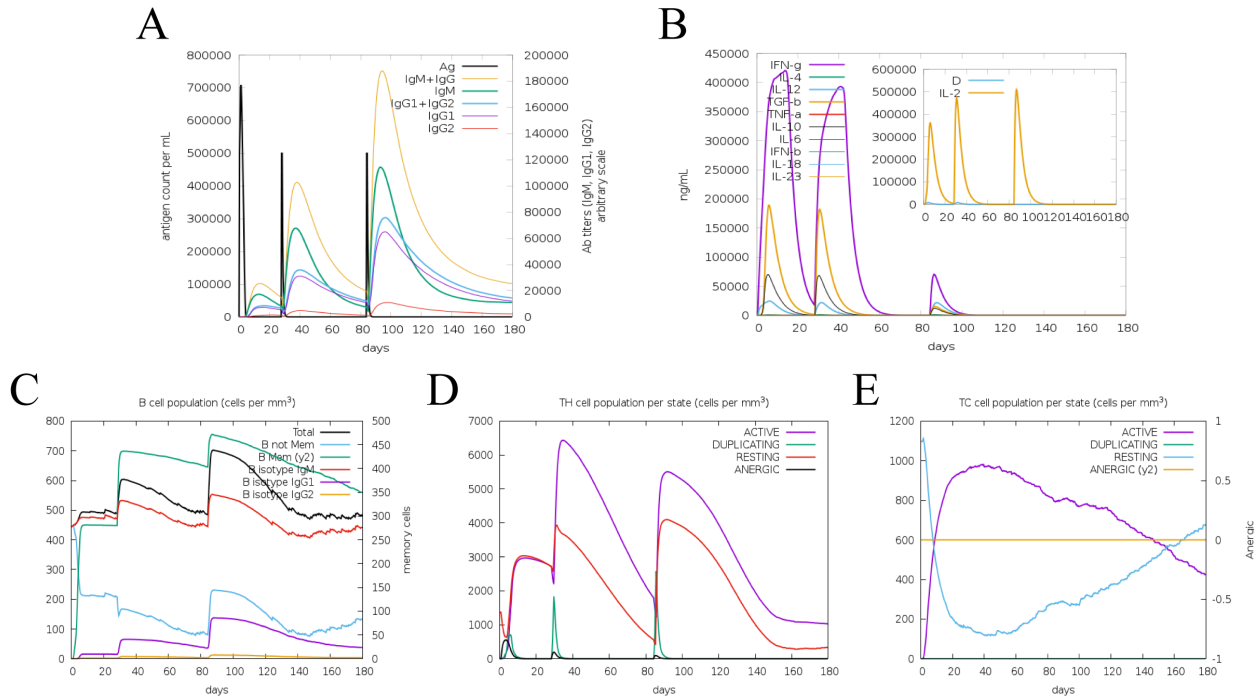 A
800000
700000
600000
500000
400000
300000
200000
100000
0
antigen count per mL
Ag
IgM+IgG
IgM
IgG1+IgG2
IgG1
IgG2
200000
180000
160000
140000
120000
100000
80000
60000
40000
20000
0
Ab titers (IgM, IgG1, IgG2)
arbitrary scale
0 20 40 60 80 100 120 140 160 180
days
B
450000
400000
350000
300000
250000
200000
150000
100000
50000
0
ng/mL
IFN-g
IL-4
IL-12
TGF-b
TNF-a
IL-10
IL-6
IFN-b
IL-18
IL-23
0 20 40 60 80 100 120 140 160 180
days
600000
500000
400000
300000
200000
100000
0
D
IL-2
0 20 40 60 80 100120140160180
0 20 40 60 80 100120140160180
C
B cell population (cells per mm³)
800
700
600
500
400
300
200
100
0
Total
B not Mem
B Mem (y2)
B isotype IgM
B isotype IgG1
B isotype IgG2
500
450
400
350
300
250
200
150
100
50
0
memory cells
0 20 40 60 80 100 120 140 160 180
days
D
TH cell population per state (cells per mm³)
7000
6000
5000
4000
3000
2000
1000
0
ACTIVE
DUPLICATING
RESTING
ANERGIC
0 20 40 60 80 100 120 140 160 180
days
E
TC cell population per state (cells per mm³)
1200
1000
800
600
400
200
0
ACTIVE
DUPLICATING
RESTING
ANERGIC (y2)
1
0.5
0
-0.5
-1
Anergic
0 20 40 60 80 100 120 140 160 180
days